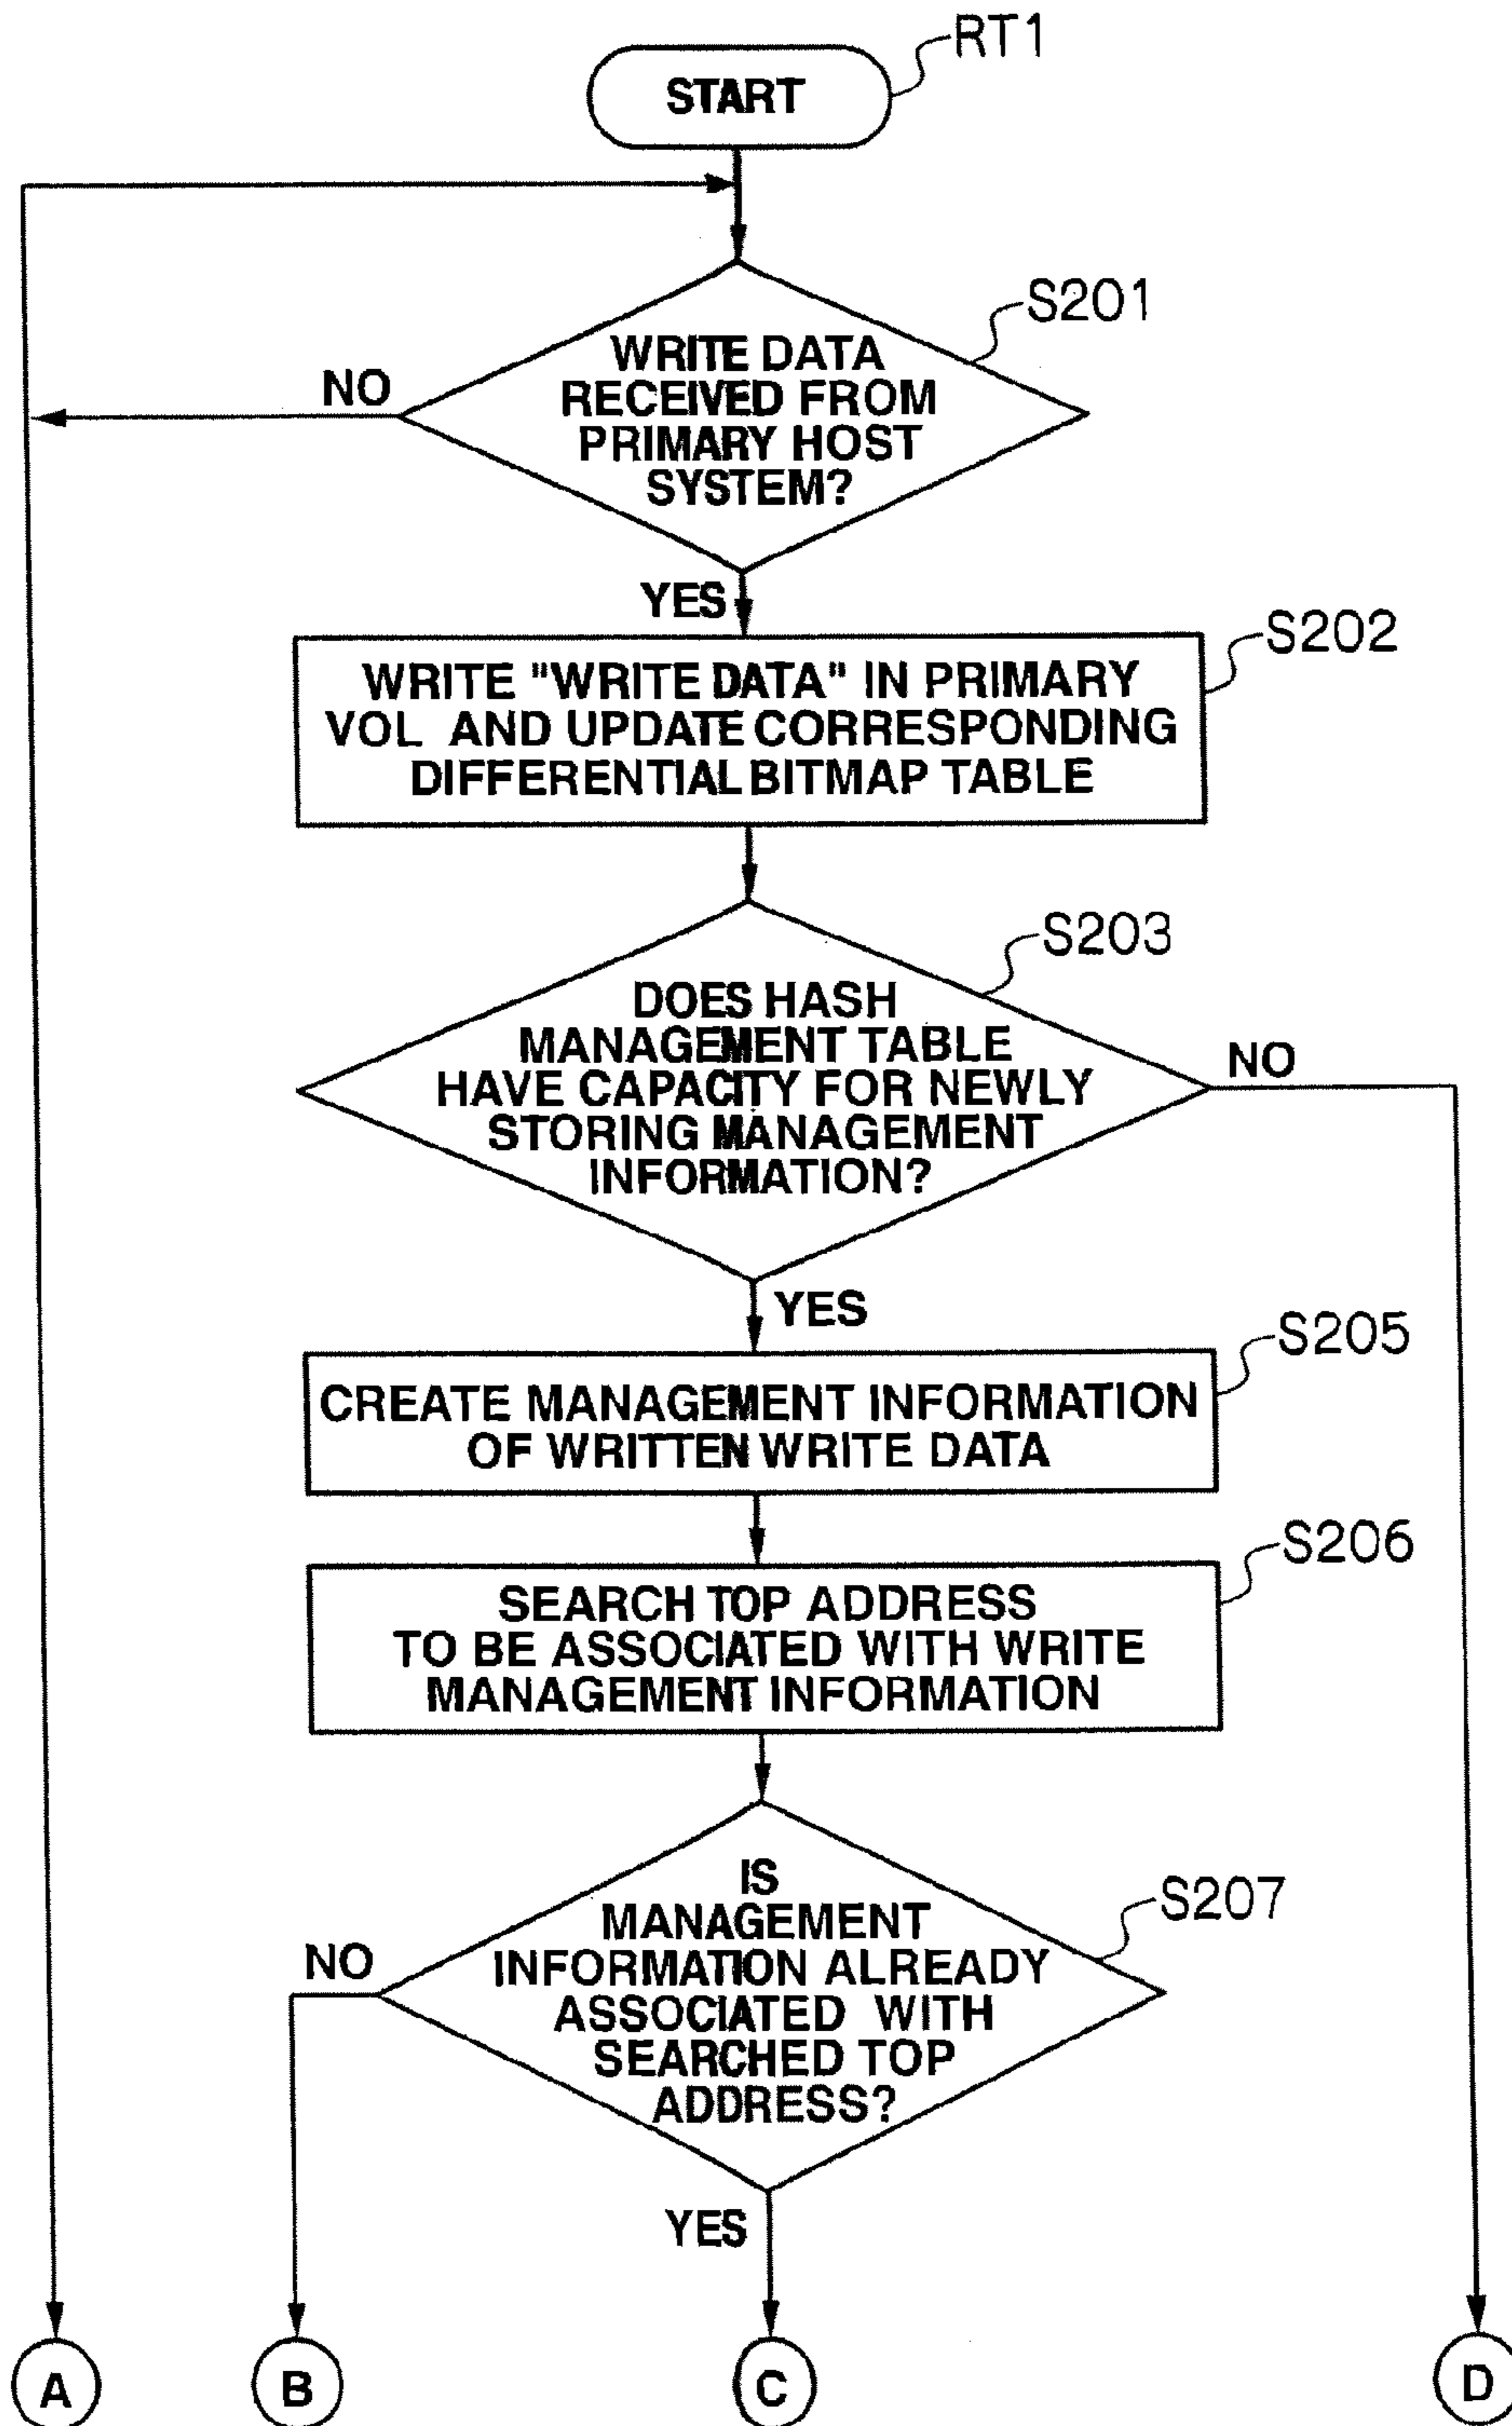 RT1
START
S201
WRITE DATA
RECEIVED FROM
PRIMARY HOST
SYSTEM?
NO
YES
S202
WRITE "WRITE DATA" IN PRIMARY
VOL AND UPDATE CORRESPONDING
DIFFERENTIAL BITMAP TABLE
S203
DOES HASH
MANAGEMENT TABLE
HAVE CAPACITY FOR NEWLY
STORING MANAGEMENT
INFORMATION?
NO
YES
S205
CREATE MANAGEMENT INFORMATION
OF WRITTEN WRITE DATA
S206
SEARCH TOP ADDRESS
TO BE ASSOCIATED WITH WRITE
MANAGEMENT INFORMATION
S207
IS
MANAGEMENT
INFORMATION ALREADY
ASSOCIATED WITH
SEARCHED TOP
ADDRESS?
NO
YES
A
B
C
D